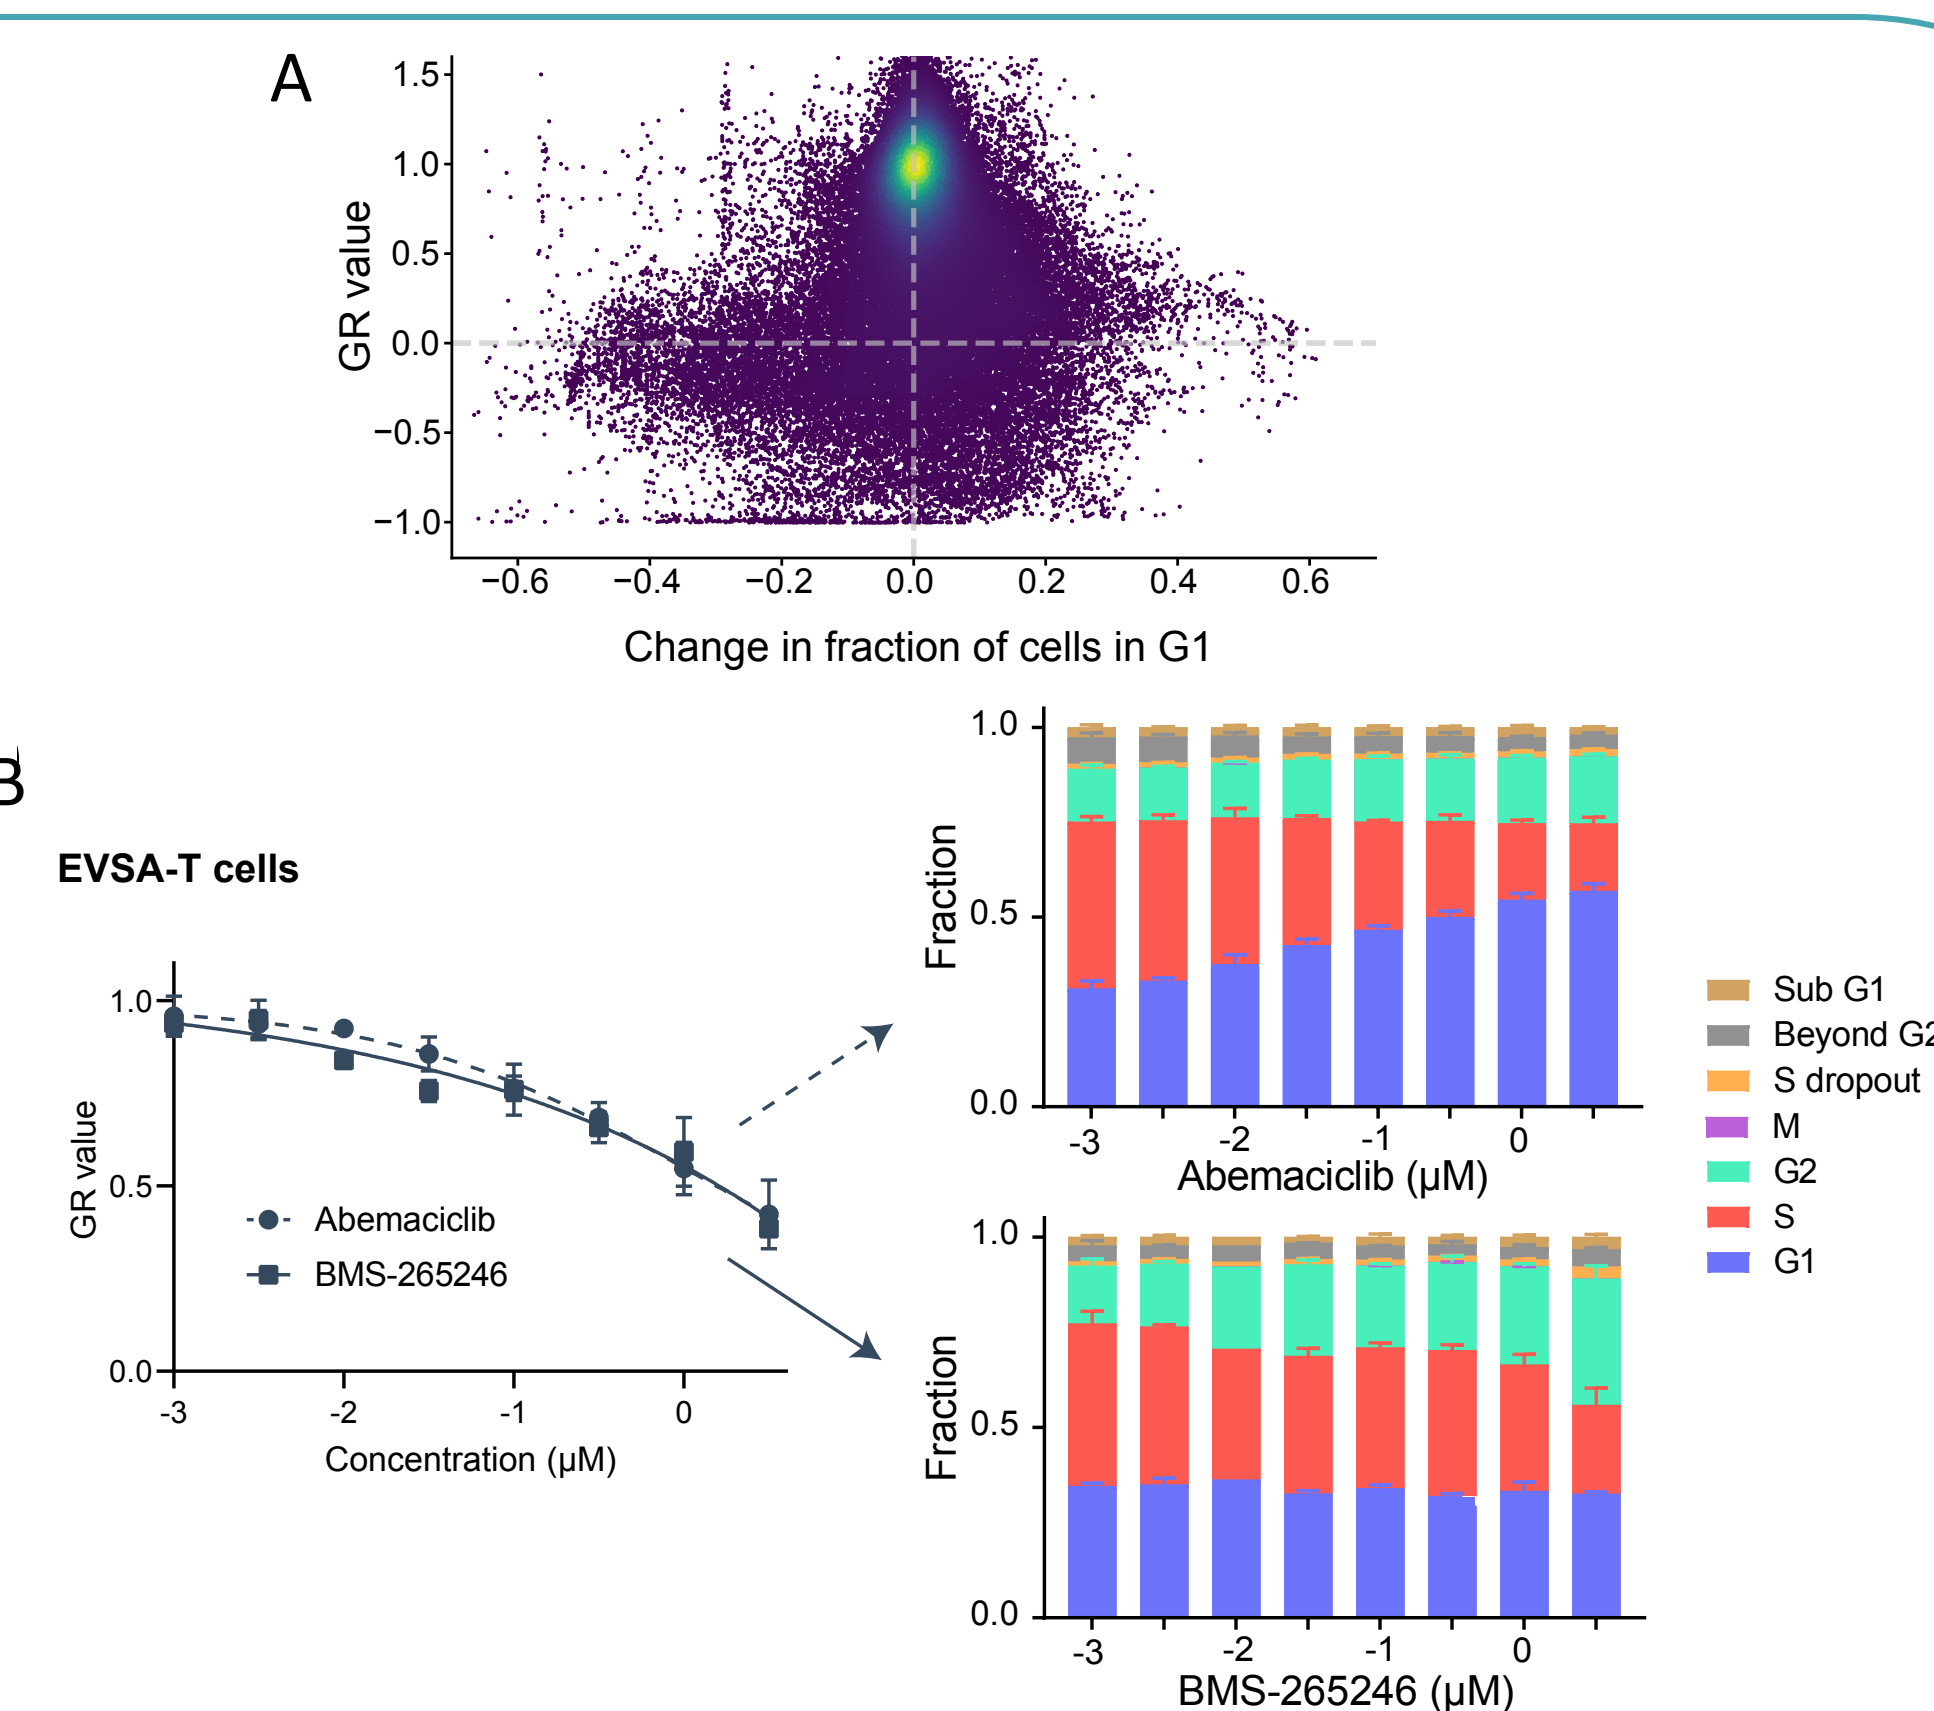 A
1.5
1.0
0.5
0.0
−0.5
−1.0
GR value
−0.6 −0.4 −0.2 0.0 0.2 0.4 0.6
Change in fraction of cells in G1
B
EVSA-T cells
1.0
0.5
0.0
GR value
Abemaciclib
BMS-265246
-3 -2 -1 0
Concentration (µM)
1.0
0.5
0.0
Fraction
-3 -2 -1 0
Abemaciclib (µM)
1.0
0.5
0.0
Fraction
-3 -2 -1 0
BMS-265246 (µM)
Sub G1
Beyond G2
S dropout
M
G2
S
G1